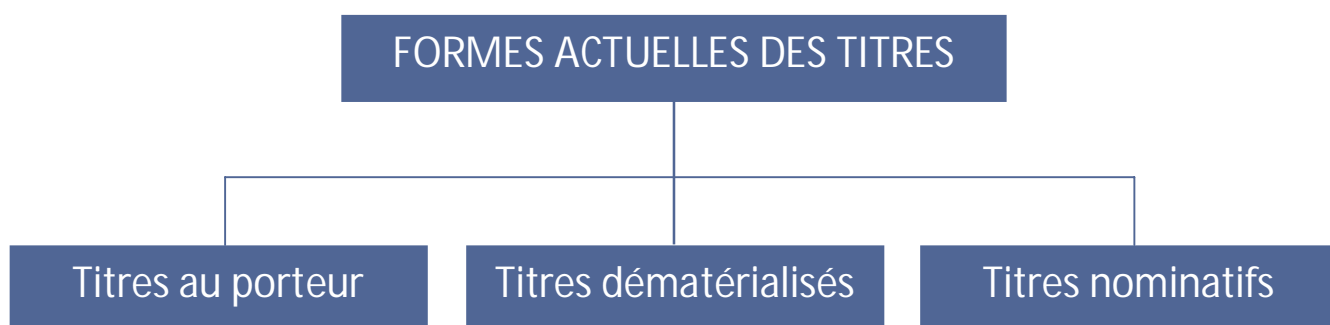 FORMES ACTUELLES DES TITRES
Titres au porteur
Titres dématérialisés
Titres nominatifs